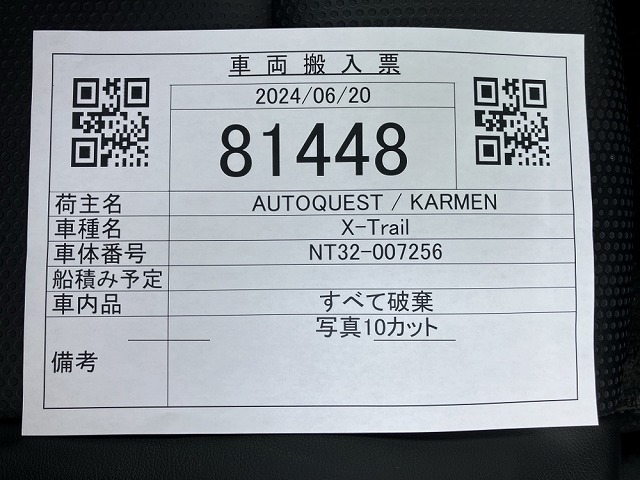 車両搬入票
2024/06/20
81448
荷主名 AUTOQUEST / KARMEN
車種名 X-Trail
車体番号 NT32-007256
船積み予定
車内品 すべて破棄
備考 写真10カット